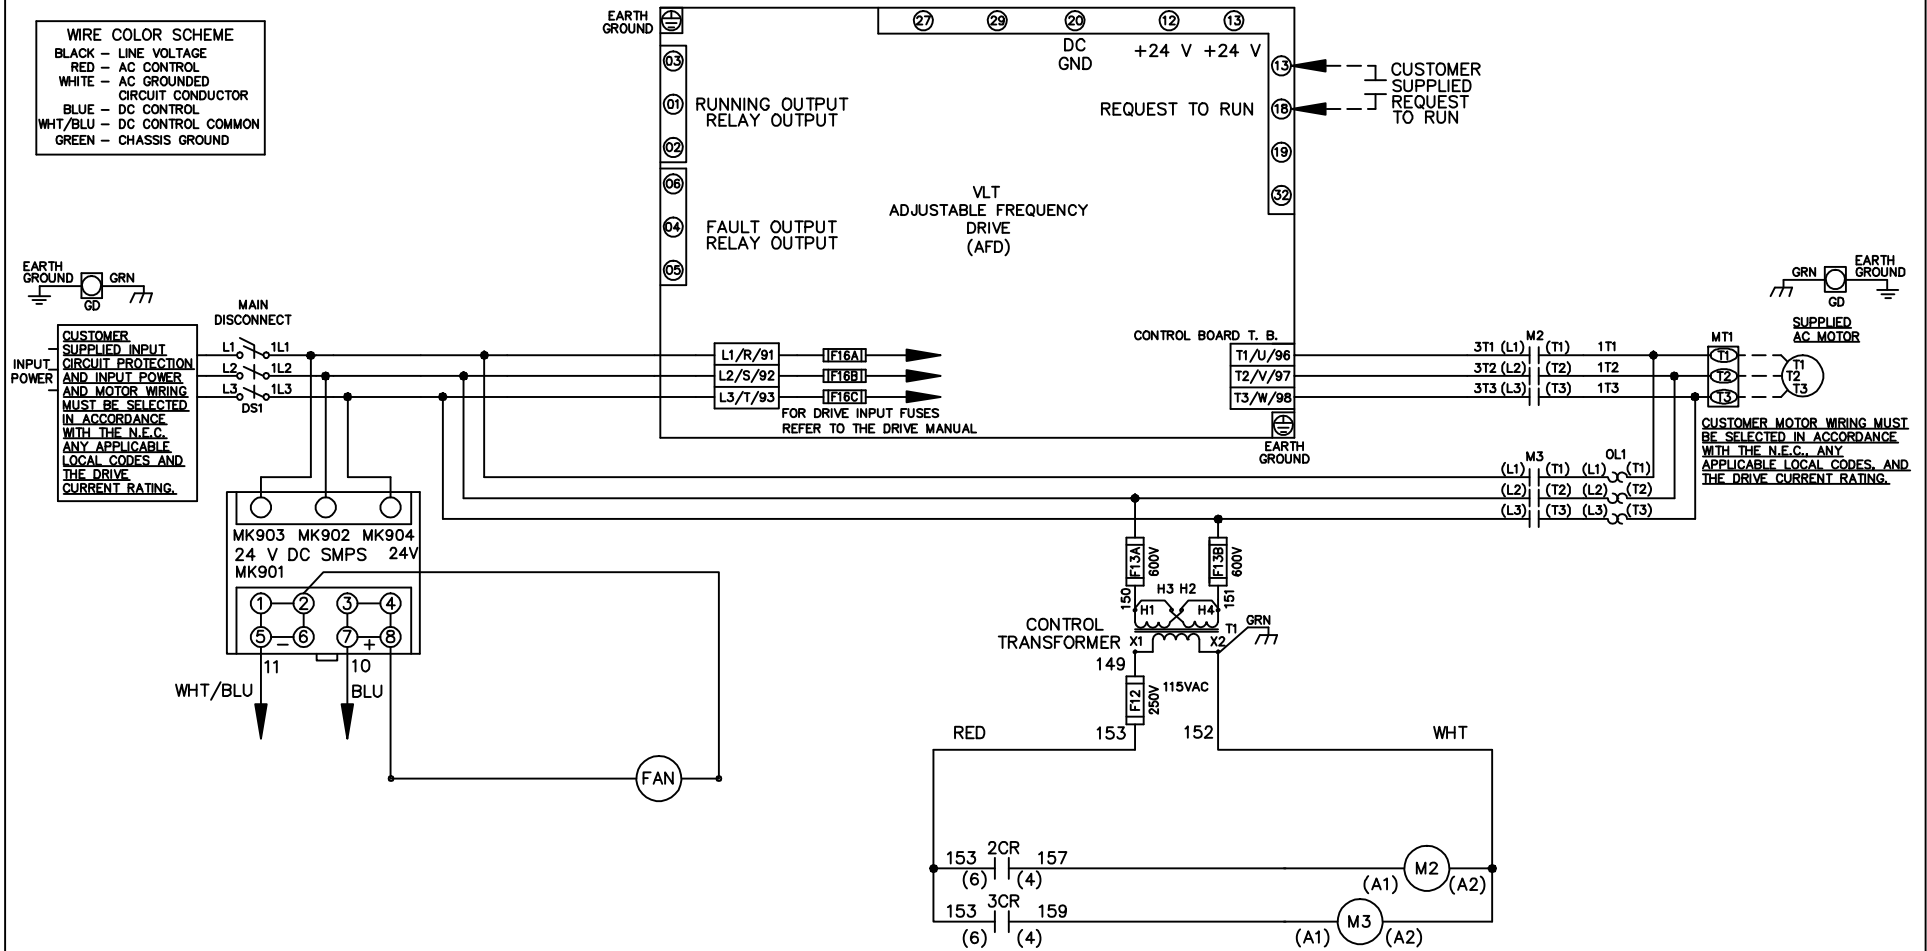 WIRE COLOR SCHEME
BLACK – LINE VOLTAGE
RED – AC CONTROL
WHITE – AC GROUNDED
CIRCUIT CONDUCTOR
BLUE – DC CONTROL
WHT/BLU – DC CONTROL COMMON
GREEN – CHASSIS GROUND
EARTH
GROUND
27 29 20 12 13
DC
GND
+24 V +24 V
03
01
02
RUNNING OUTPUT
RELAY OUTPUT
06
04
05
FAULT OUTPUT
RELAY OUTPUT
VLT
ADJUSTABLE FREQUENCY
DRIVE
(AFD)
REQUEST TO RUN
13
18
19
32
CUSTOMER
SUPPLIED
REQUEST
TO RUN
EARTH
GROUND
GRN
GD
INPUT
POWER
CUSTOMER
SUPPLIED INPUT
CIRCUIT PROTECTION
AND INPUT POWER
AND MOTOR WIRING
MUST BE SELECTED
IN ACCORDANCE
WITH THE N.E.C.
ANY APPLICABLE
LOCAL CODES AND
THE DRIVE
CURRENT RATING.
MAIN
DISCONNECT
L1 1L1
L2 1L2
L3 1L3
DS1
L1/R/91 F16A
L2/S/92 F16B
L3/T/93 F16C
FOR DRIVE INPUT FUSES
REFER TO THE DRIVE MANUAL
CONTROL BOARD T. B.
T1/U/96
T2/V/97
T3/W/98
EARTH
GROUND
M2
3T1 (L1) (T1) 1T1
3T2 (L2) (T2) 1T2
3T3 (L3) (T3) 1T3
MT1
T1
T2
T3
GRN
GD
EARTH
GROUND
SUPPLIED
AC MOTOR
T1
T2
T3
CUSTOMER MOTOR WIRING MUST
BE SELECTED IN ACCORDANCE
WITH THE N.E.C., ANY
APPLICABLE LOCAL CODES, AND
THE DRIVE CURRENT RATING.
M3 OL1
(L1) (T1) (L1) (T1)
(L2) (T2) (L2) (T2)
(L3) (T3) (L3) (T3)
MK903 MK902 MK904
24 V DC SMPS 24V
MK901
1 2 3 4
5 – 6 7 + 8
11 10
WHT/BLU BLU
FAN
F13A 600V F13B 600V
150 151
H3 H2
H1 H4
CONTROL
TRANSFORMER
X1 X2 T1 GRN
149
F12 250V 115VAC
153 152
RED WHT
2CR
153 157
(6) (4)
M2
(A1) (A2)
3CR
153 159
(6) (4)
M3
(A1) (A2)